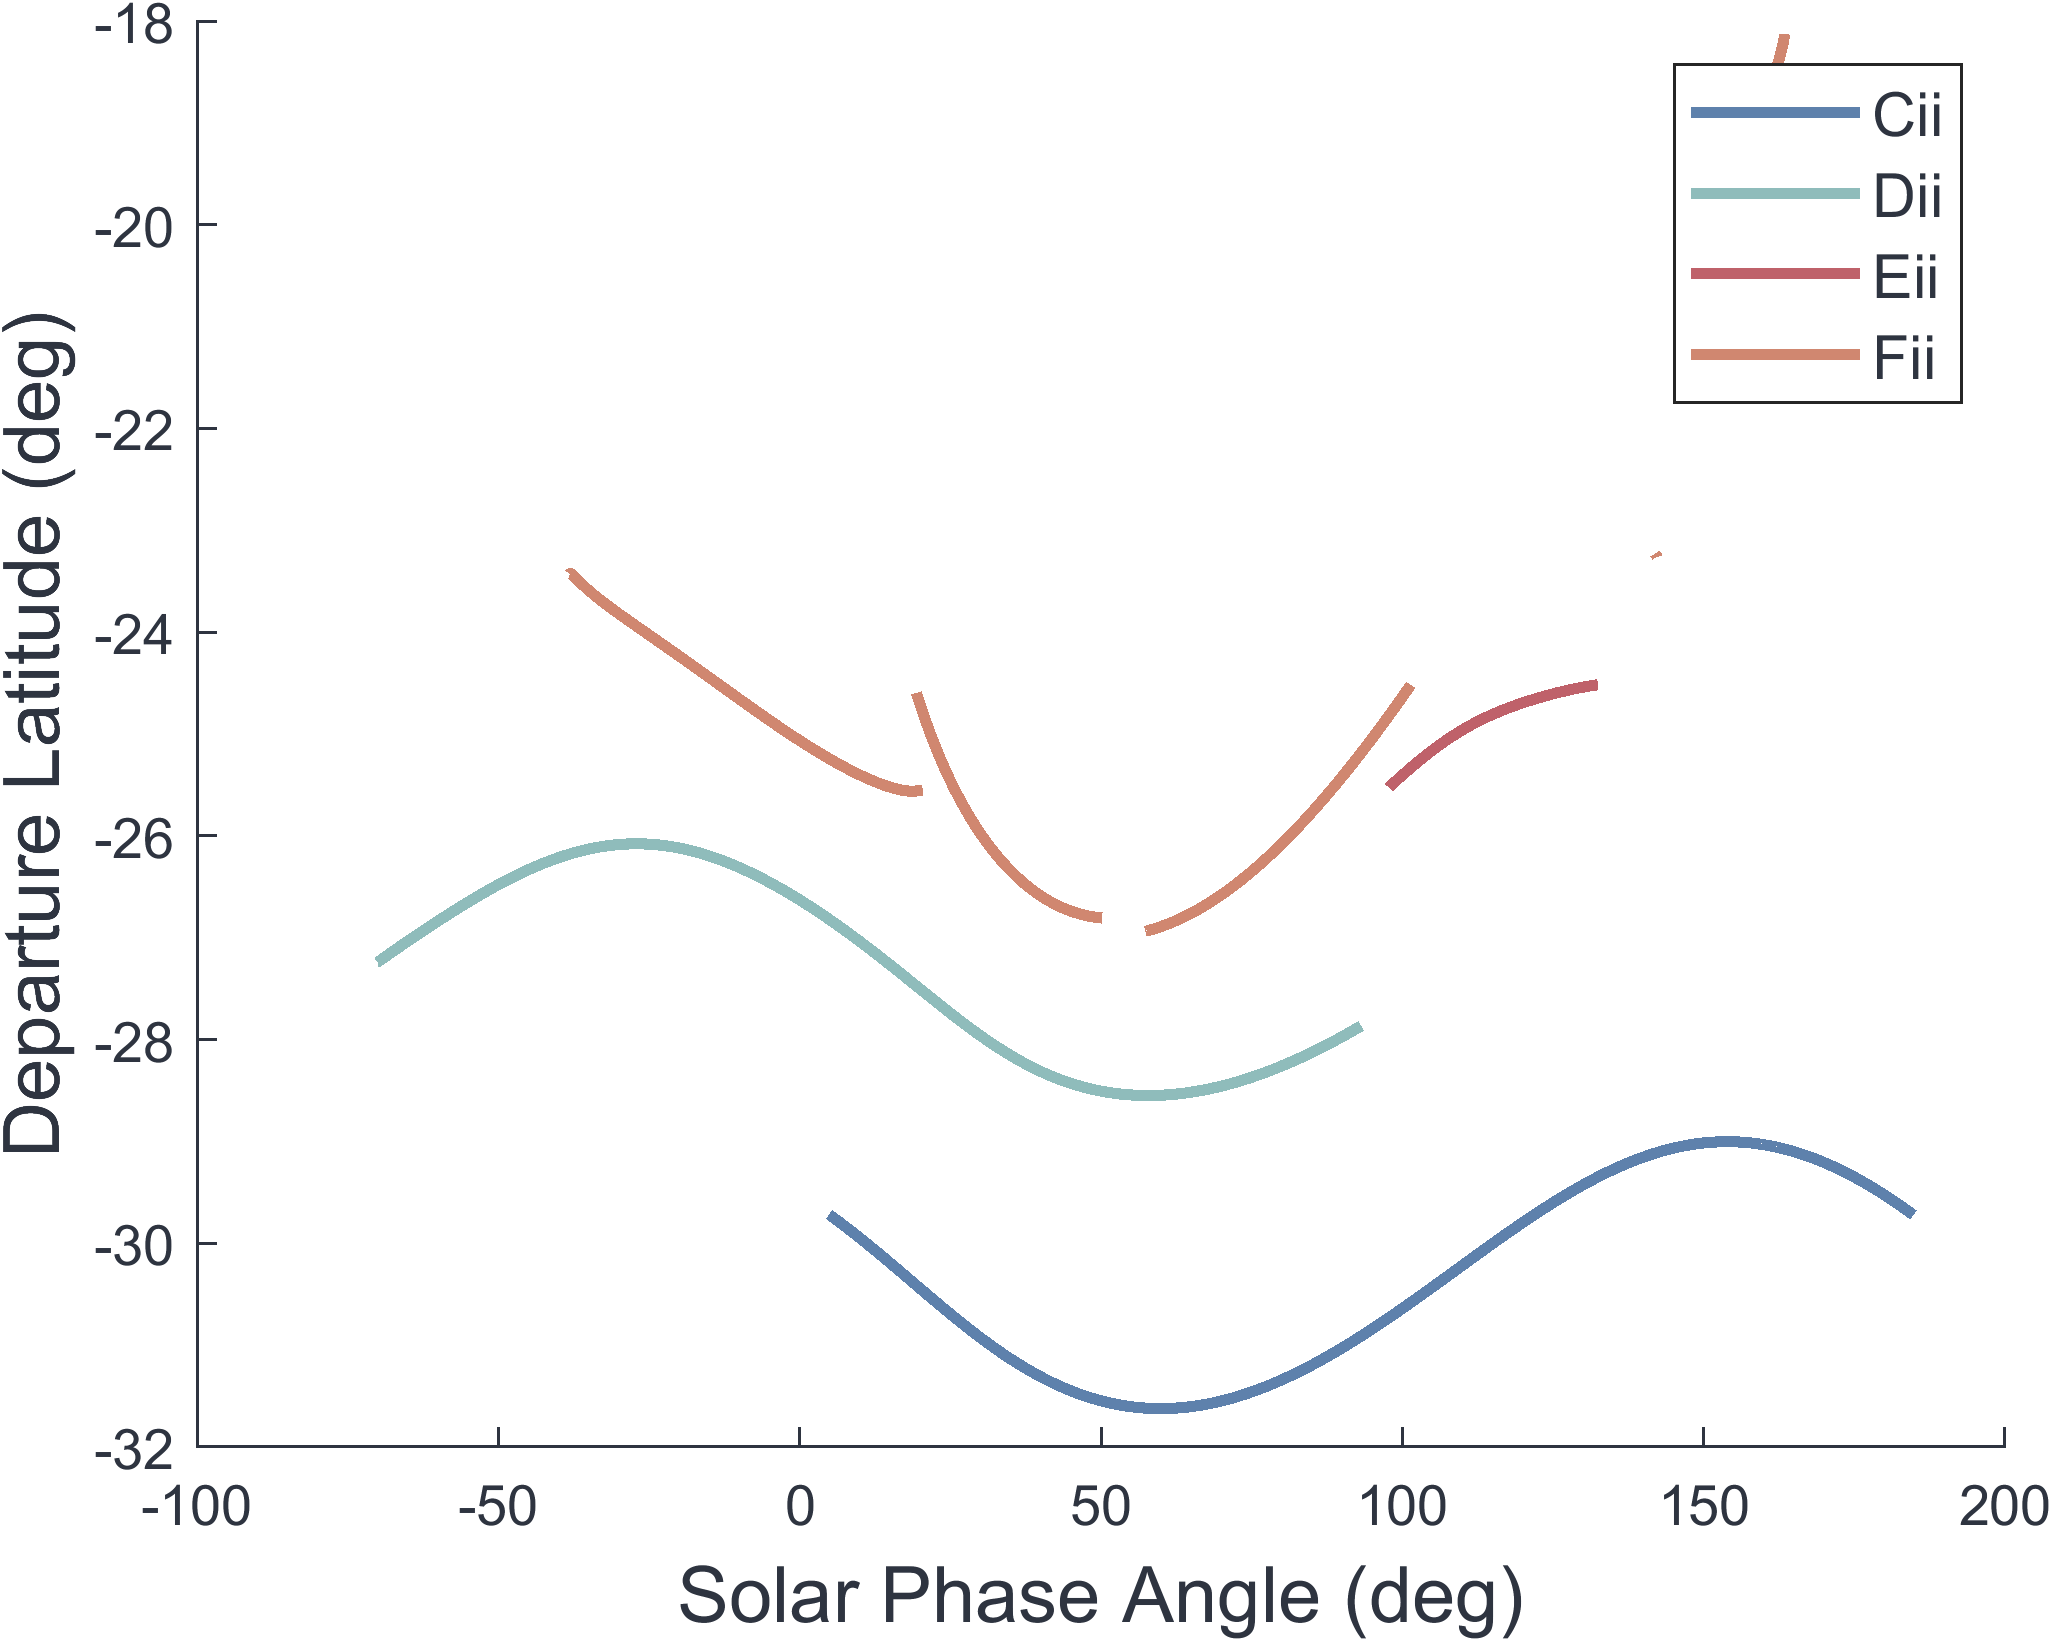 -18
-20
-22
-24
-26
-28
-30
-32
Departure Latitude (deg)
Cii
Dii
Eii
Fii
-100 -50 0 50 100 150 200
Solar Phase Angle (deg)